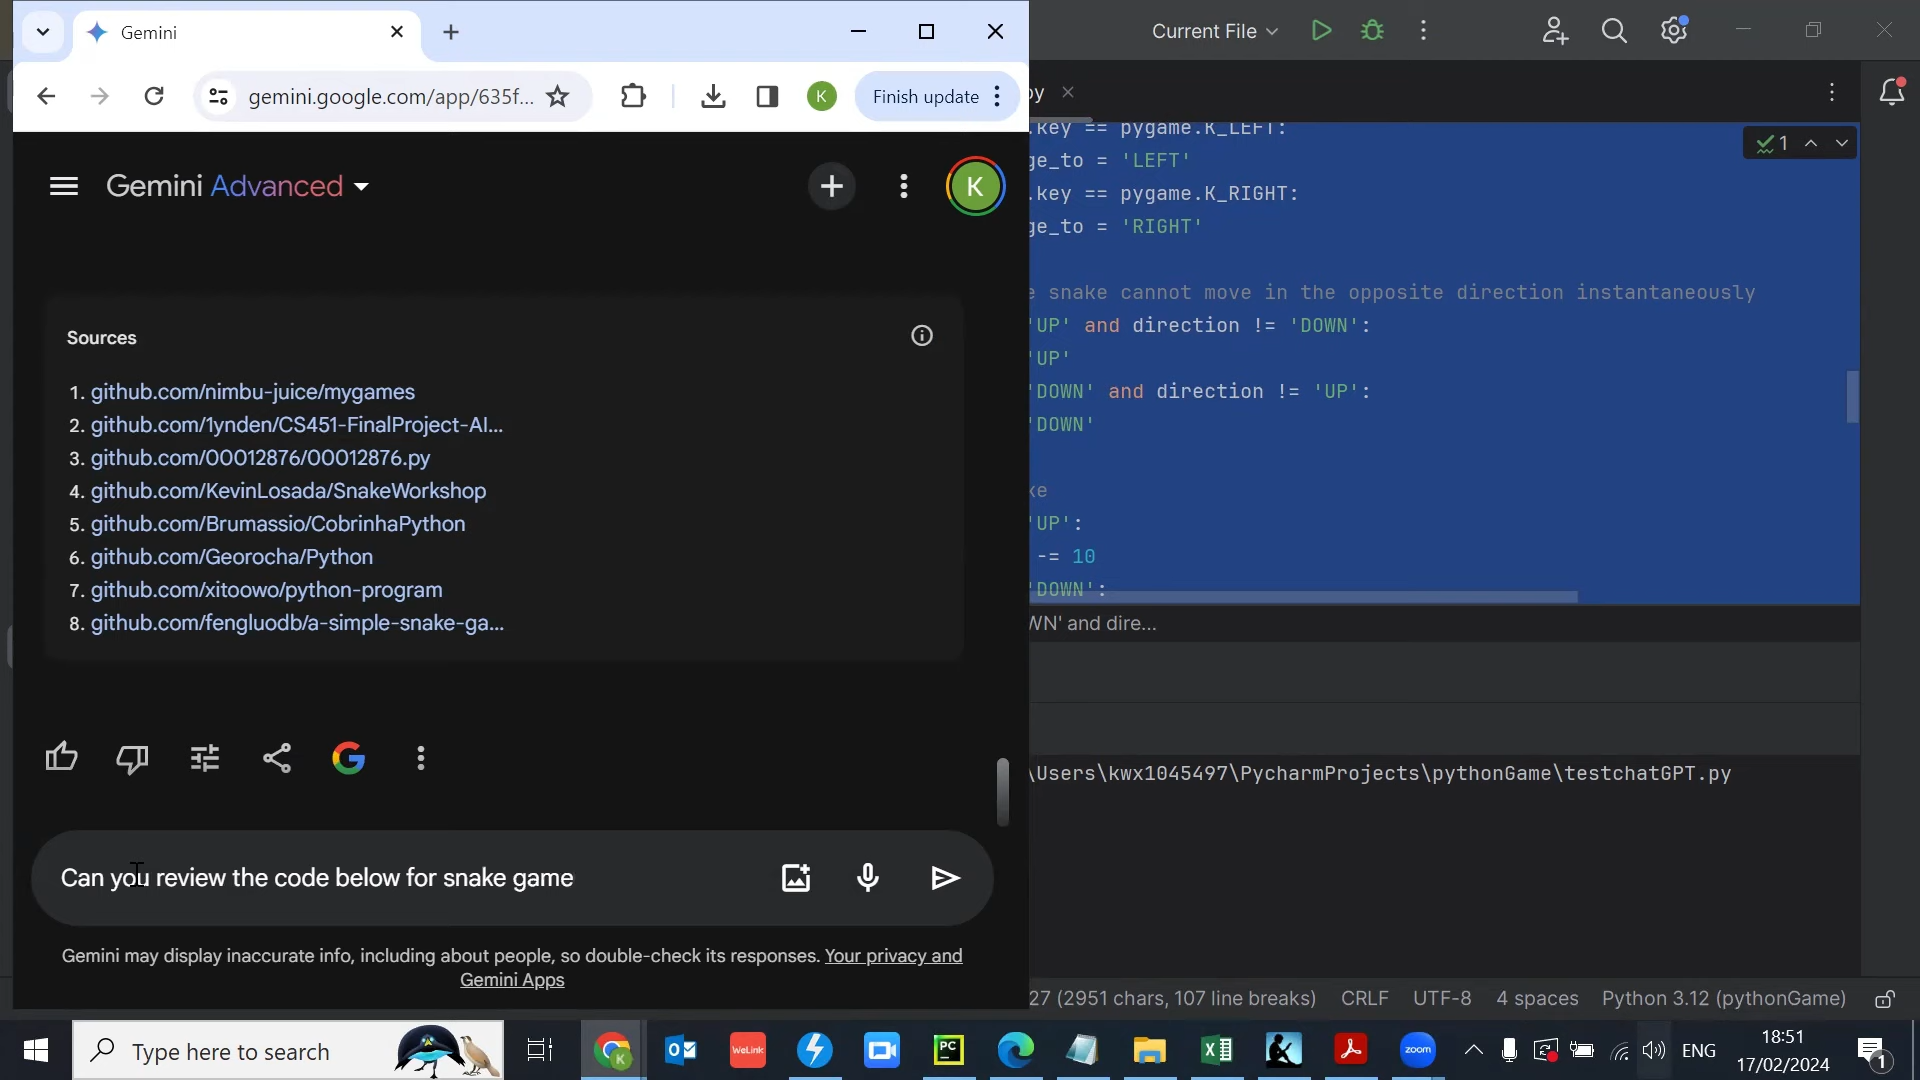 Gemini
gemini.google.com/app/635f...
K
Finish update
Gemini Advanced
K
Sources
1. github.com/nimbu-juice/mygames
2. github.com/1ynden/CS451-FinalProject-AI...
3. github.com/00012876/00012876.py
4. github.com/KevinLosada/SnakeWorkshop
5. github.com/Brumassio/CobrinhaPython
6. github.com/Georocha/Python
7. github.com/xitoowo/python-program
8. github.com/fengluodb/a-simple-snake-ga...
Can you review the code below for snake game
Gemini may display inaccurate info, including about people, so double-check its responses. Your privacy and
Gemini Apps
Current File
py
.key == pygame.K_LEFT:
ge_to = 'LEFT'
.key == pygame.K_RIGHT:
ge_to = 'RIGHT'
e snake cannot move in the opposite direction instantaneously
'UP' and direction != 'DOWN':
'UP'
'DOWN' and direction != 'UP':
'DOWN'
ke
'UP':
-= 10
'DOWN':
1
WN' and dire...
\Users\kwx1045497\PycharmProjects\pythonGame\testchatGPT.py
27 (2951 chars, 107 line breaks) CRLF UTF-8 4 spaces Python 3.12 (pythonGame)
Type here to search
K
WeLink
PC
zoom
ENG
18:51
17/02/2024
1